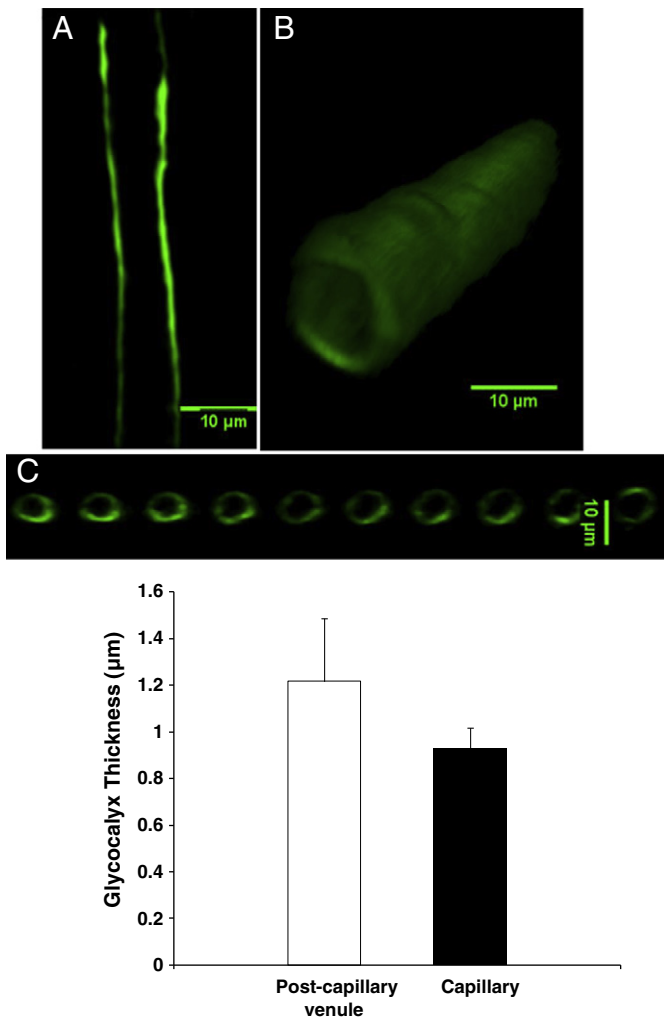 A
B
10 µm
10 µm
C
10 µm
Glycocalyx Thickness (µm)
1.6
1.4
1.2
1
0.8
0.6
0.4
0.2
0
Post-capillary
venule
Capillary